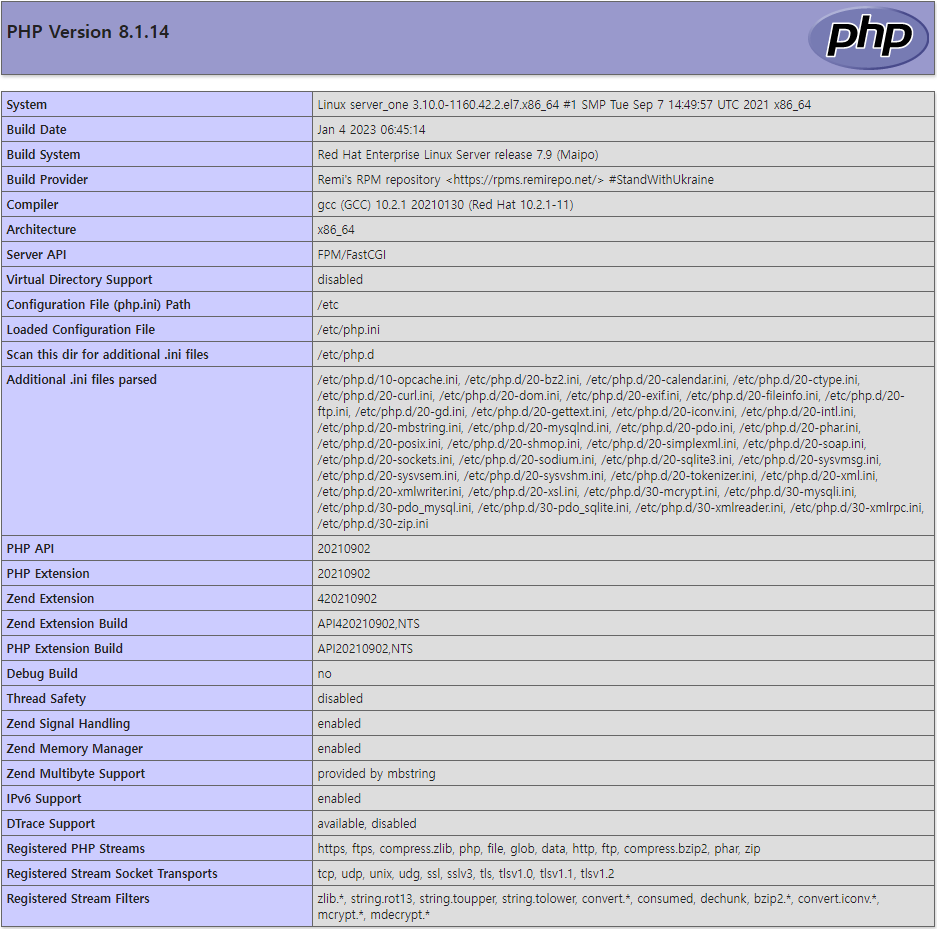 PHP Version 8.1.14
php
System Linux server_one 3.10.0-1160.42.2.el7.x86_64 #1 SMP Tue Sep 7 14:49:57 UTC 2021 x86_64
Build Date Jan 4 2023 06:45:14
Build System Red Hat Enterprise Linux Server release 7.9 (Maipo)
Build Provider Remi's RPM repository <https://rpms.remirepo.net/> #StandWithUkraine
Compiler gcc (GCC) 10.2.1 20210130 (Red Hat 10.2.1-11)
Architecture x86_64
Server API FPM/FastCGI
Virtual Directory Support disabled
Configuration File (php.ini) Path /etc
Loaded Configuration File /etc/php.ini
Scan this dir for additional .ini files /etc/php.d
Additional .ini files parsed /etc/php.d/10-opcache.ini, /etc/php.d/20-bz2.ini, /etc/php.d/20-calendar.ini, /etc/php.d/20-ctype.ini,
/etc/php.d/20-curl.ini, /etc/php.d/20-dom.ini, /etc/php.d/20-exif.ini, /etc/php.d/20-fileinfo.ini, /etc/php.d/20-
ftp.ini, /etc/php.d/20-gd.ini, /etc/php.d/20-gettext.ini, /etc/php.d/20-iconv.ini, /etc/php.d/20-intl.ini,
/etc/php.d/20-mbstring.ini, /etc/php.d/20-mysqlnd.ini, /etc/php.d/20-pdo.ini, /etc/php.d/20-phar.ini,
/etc/php.d/20-posix.ini, /etc/php.d/20-shmop.ini, /etc/php.d/20-simplexml.ini, /etc/php.d/20-soap.ini,
/etc/php.d/20-sockets.ini, /etc/php.d/20-sodium.ini, /etc/php.d/20-sqlite3.ini, /etc/php.d/20-sysvmsg.ini,
/etc/php.d/20-sysvsem.ini, /etc/php.d/20-sysvshm.ini, /etc/php.d/20-tokenizer.ini, /etc/php.d/20-xml.ini,
/etc/php.d/20-xmlwriter.ini, /etc/php.d/20-xsl.ini, /etc/php.d/30-mcrypt.ini, /etc/php.d/30-mysqli.ini,
/etc/php.d/30-pdo_mysql.ini, /etc/php.d/30-pdo_sqlite.ini, /etc/php.d/30-xmlreader.ini, /etc/php.d/30-xmlrpc.ini,
/etc/php.d/30-zip.ini
PHP API 20210902
PHP Extension 20210902
Zend Extension 420210902
Zend Extension Build API420210902,NTS
PHP Extension Build API20210902,NTS
Debug Build no
Thread Safety disabled
Zend Signal Handling enabled
Zend Memory Manager enabled
Zend Multibyte Support provided by mbstring
IPv6 Support enabled
DTrace Support available, disabled
Registered PHP Streams https, ftps, compress.zlib, php, file, glob, data, http, ftp, compress.bzip2, phar, zip
Registered Stream Socket Transports tcp, udp, unix, udg, ssl, sslv3, tls, tlsv1.0, tlsv1.1, tlsv1.2
Registered Stream Filters zlib.*, string.rot13, string.toupper, string.tolower, convert.*, consumed, dechunk, bzip2.*, convert.iconv.*,
mcrypt.*, mdecrypt.*